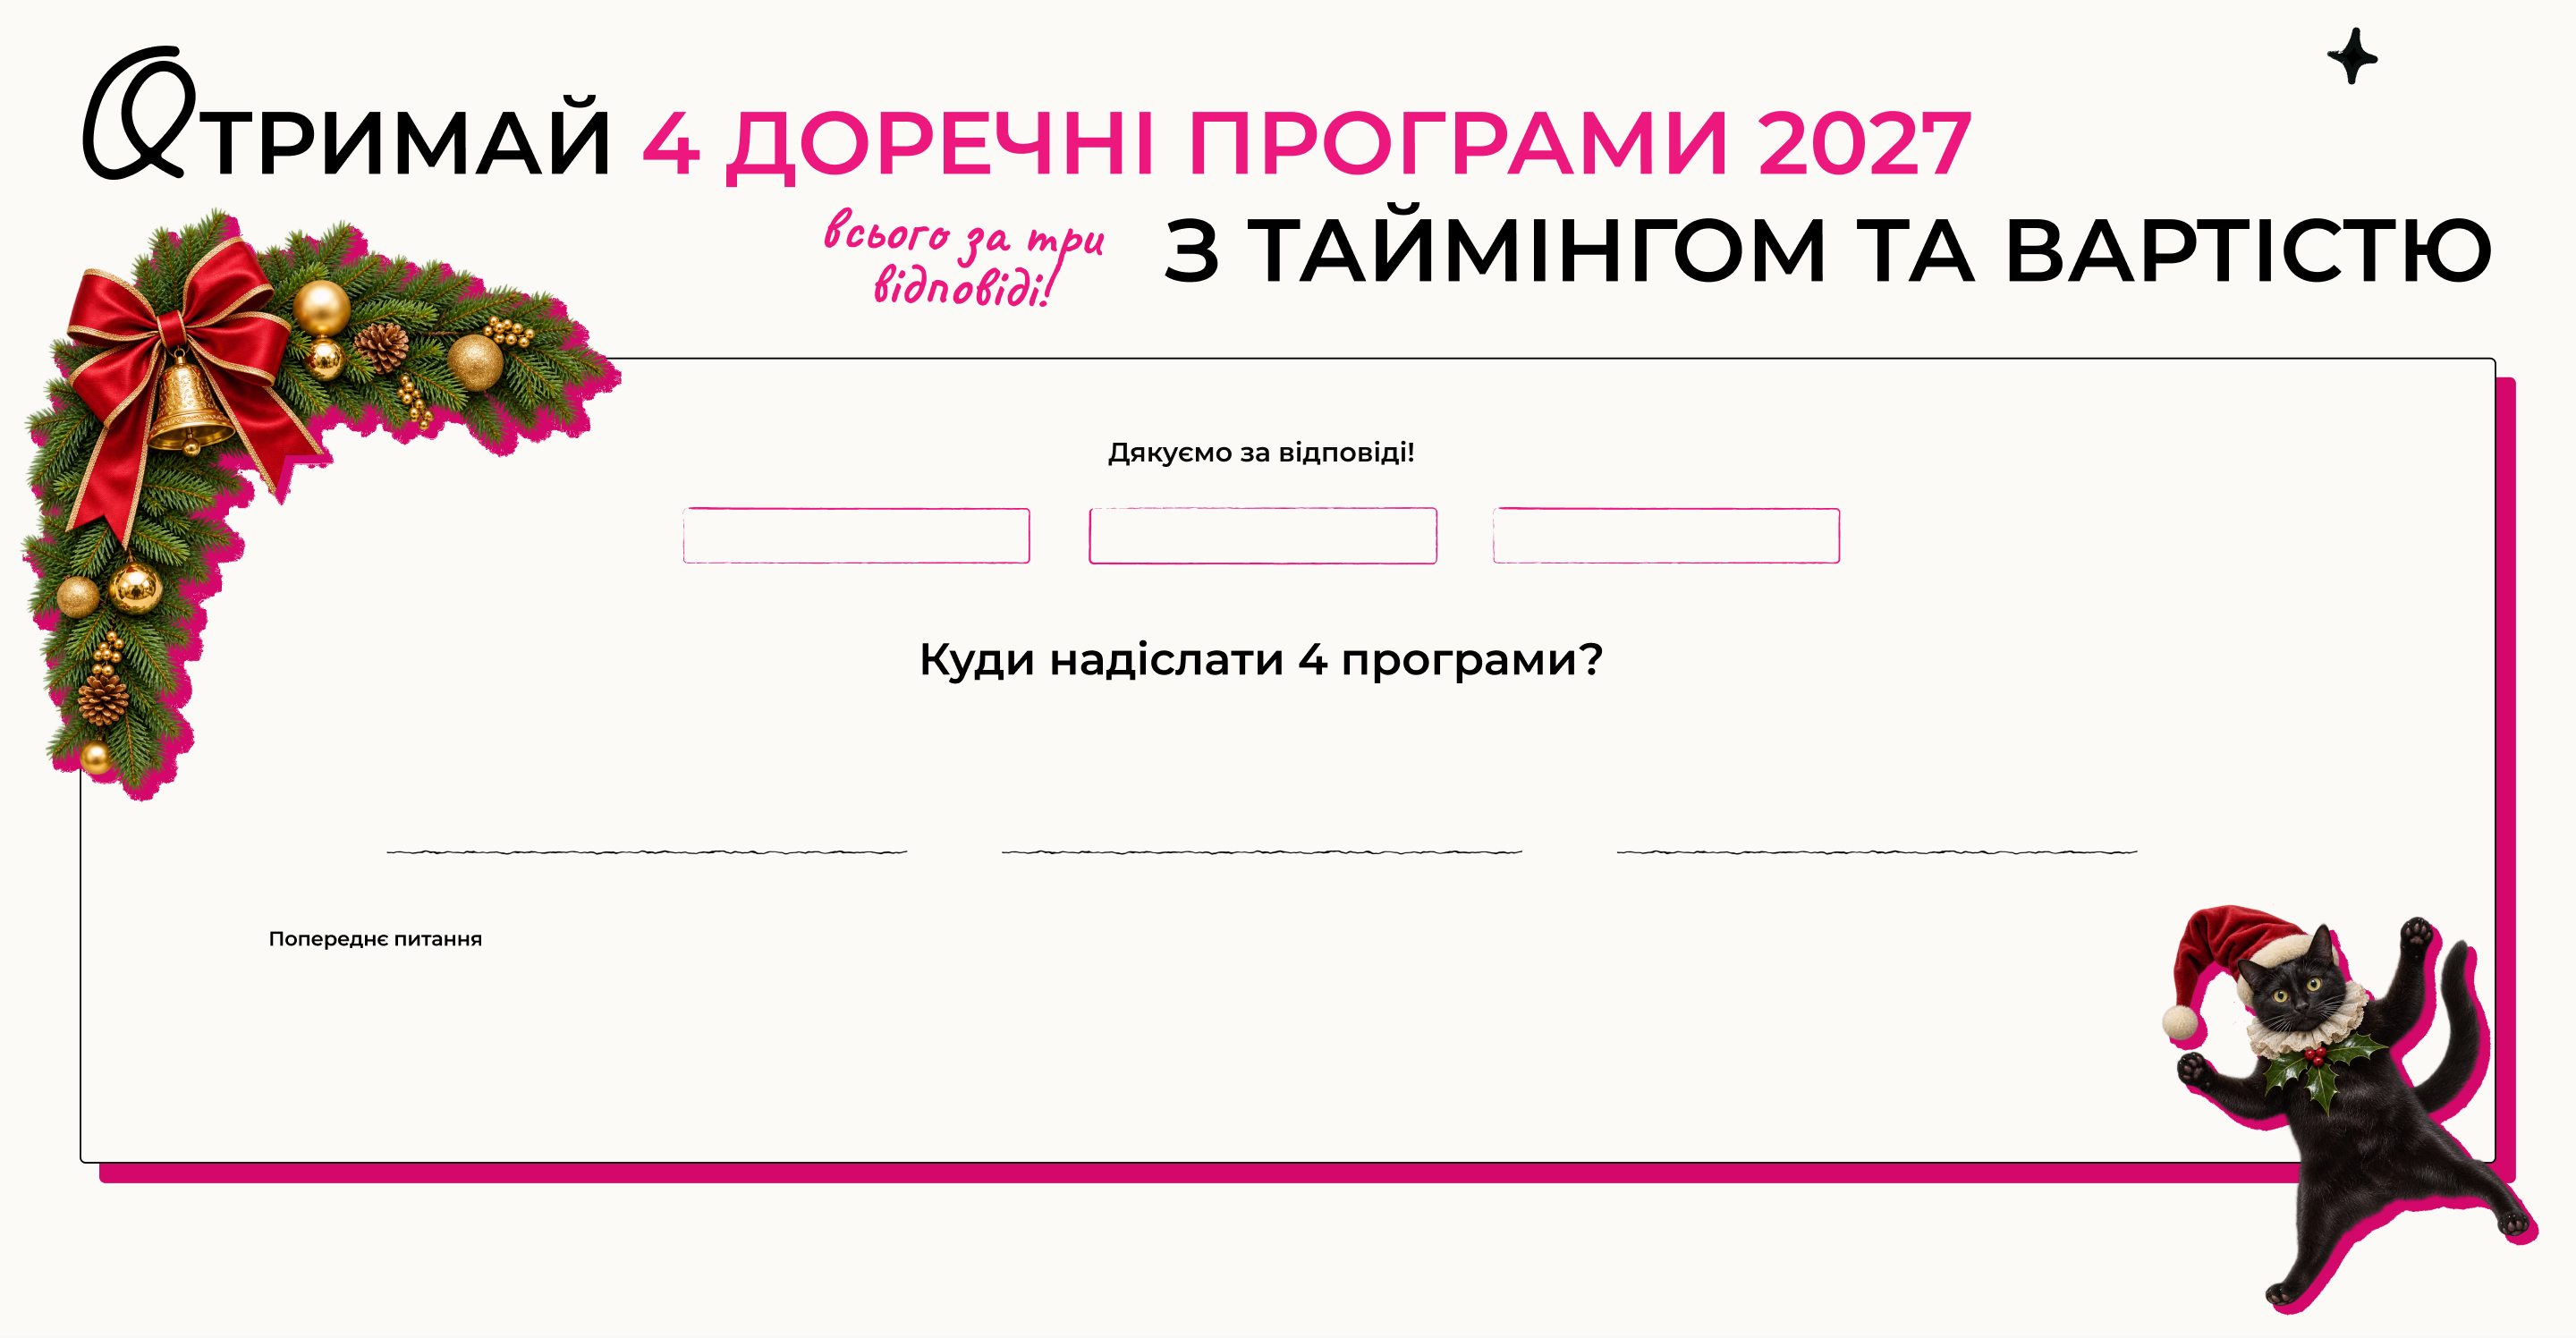 Отримай 4 ДОРЕЧНІ ПРОГРАМИ 2027
всього за три
відповіді!
З ТАЙМІНГОМ ТА ВАРТІСТЮ
Дякуємо за відповіді!
Куди надіслати 4 програми?
Попереднє питання